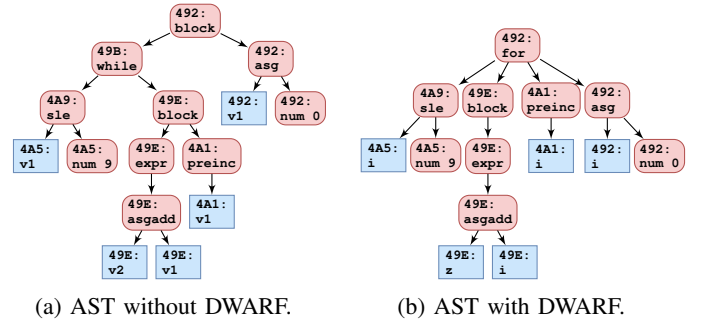 492:
block
49B:
while
492:
asg
4A9:
sle
49E:
block
492:
v1
492:
num 0
4A5:
v1
4A5:
num 9
49E:
expr
4A1:
preinc
49E:
asgadd
4A1:
v1
49E:
v2
49E:
v1
(a) AST without DWARF.
492:
for
4A9:
sle
49E:
block
4A1:
preinc
492:
asg
4A5:
i
4A5:
num 9
49E:
expr
4A1:
i
492:
i
492:
num 0
49E:
asgadd
49E:
z
49E:
i
(b) AST with DWARF.